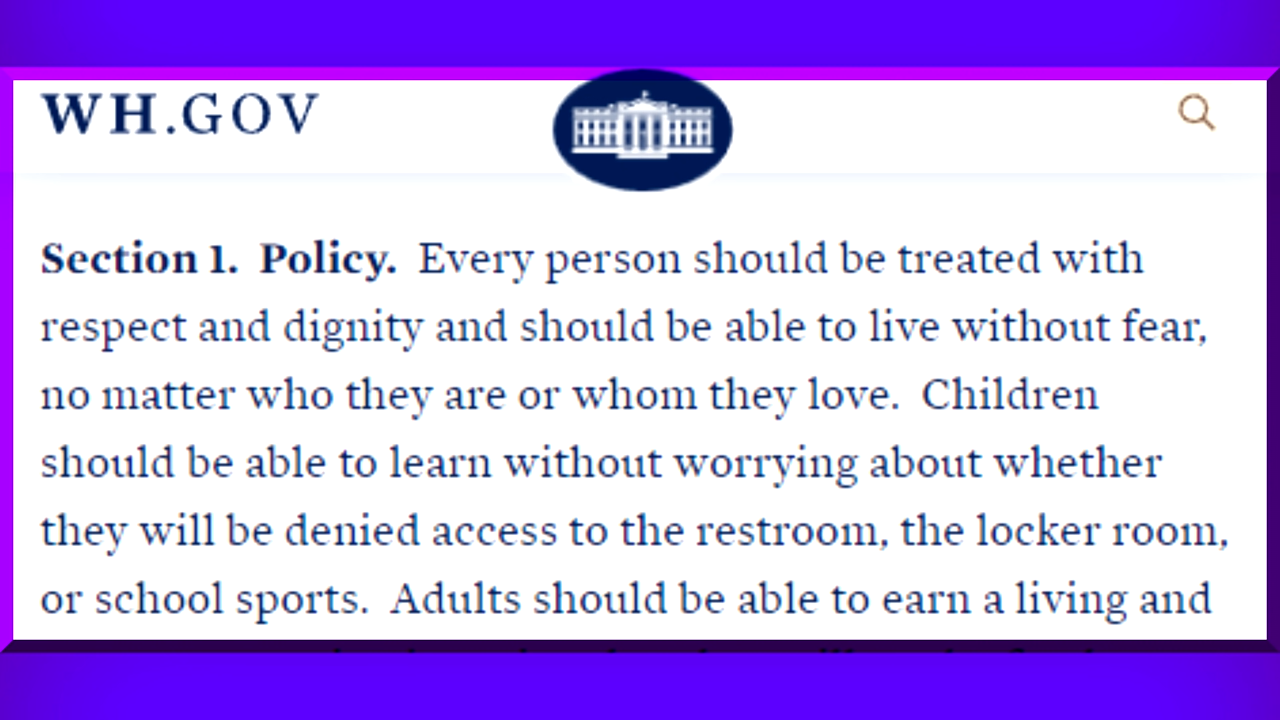 WH.GOV
Section 1.  Policy.  Every person should be treated with
respect and dignity and should be able to live without fear,
no matter who they are or whom they love.  Children
should be able to learn without worrying about whether
they will be denied access to the restroom, the locker room,
or school sports.  Adults should be able to earn a living and